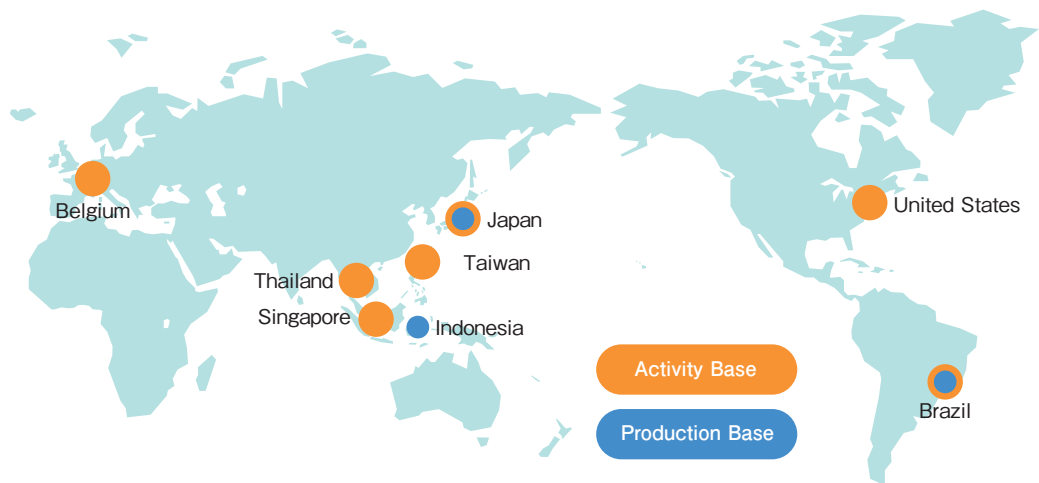 Belgium
Japan
United States
Taiwan
Thailand
Singapore
Indonesia
Activity Base
Brazil
Production Base